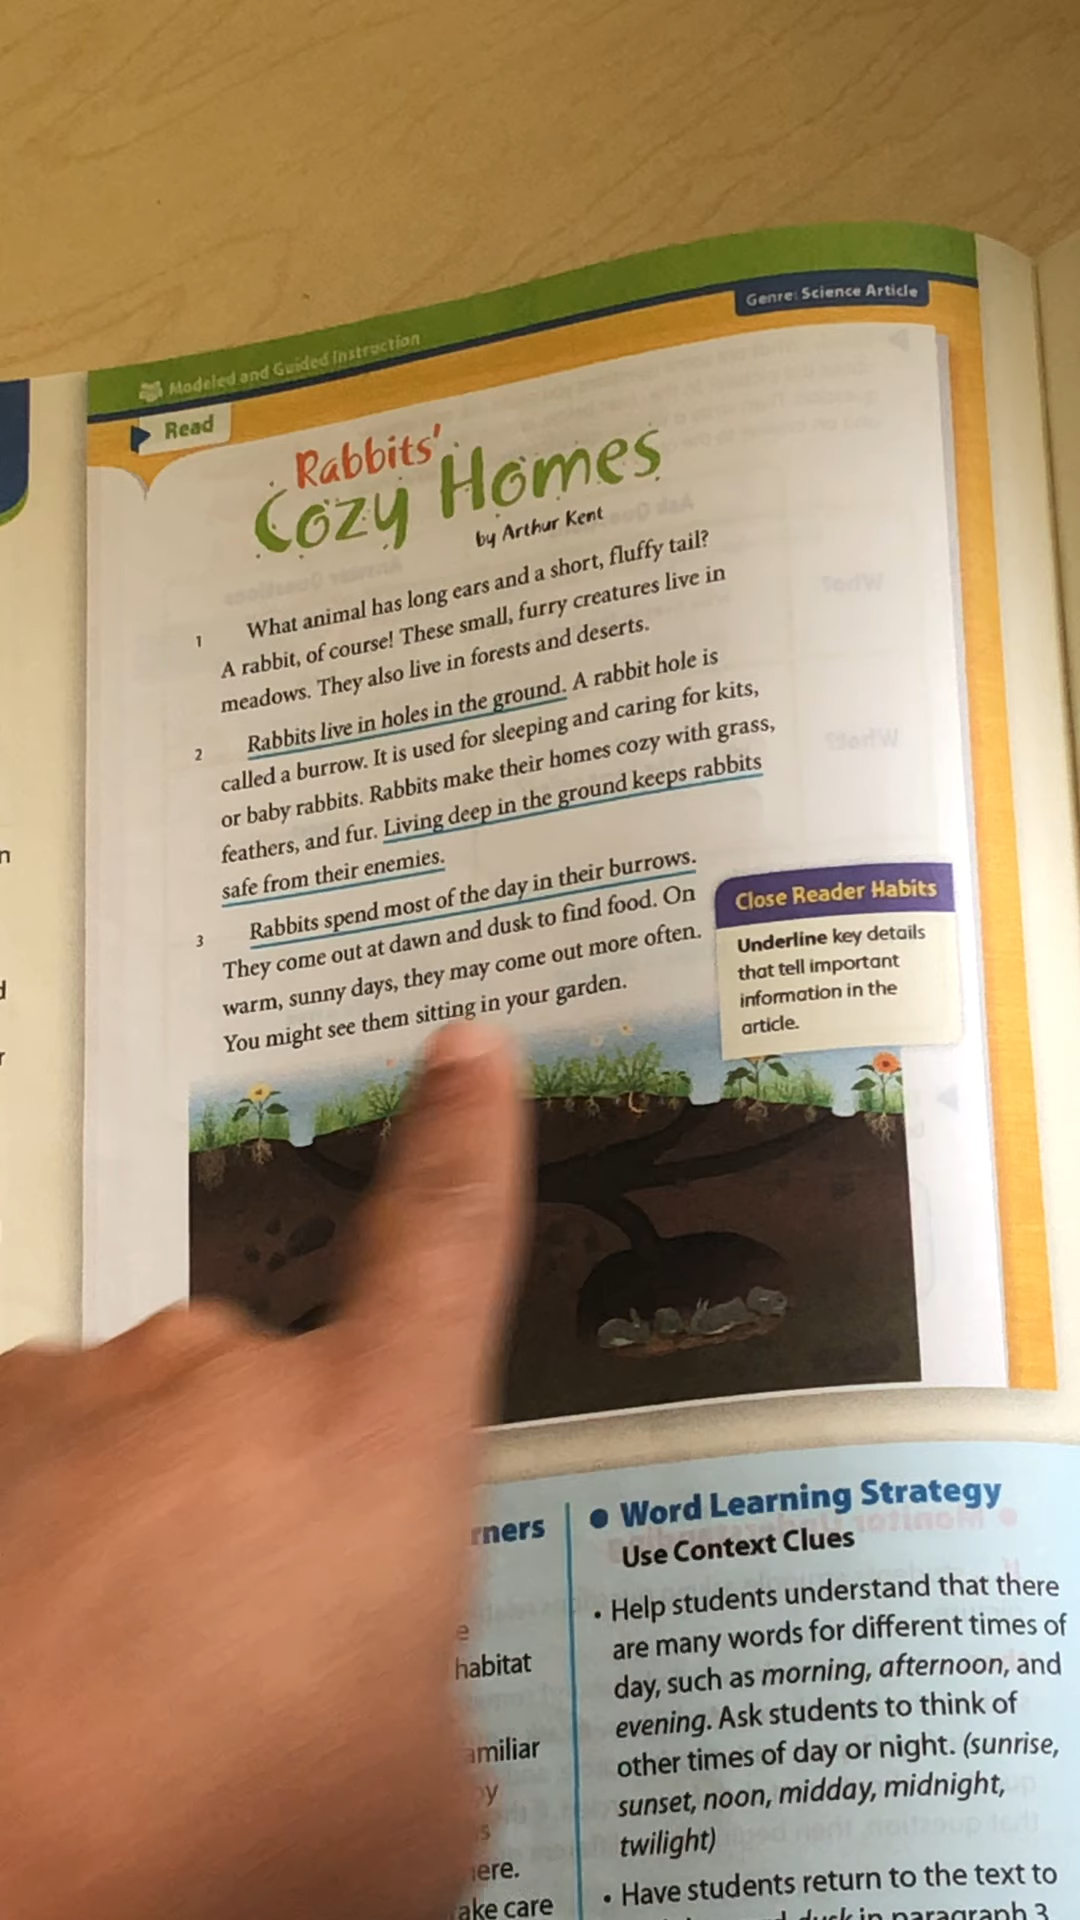 Genre: Science Article
Modeled and Guided Instruction
Read
Rabbits'
Cozy Homes
by Arthur Kent
1 What animal has long ears and a short, fluffy tail?
A rabbit, of course! These small, furry creatures live in
meadows. They also live in forests and deserts.
2 Rabbits live in holes in the ground. A rabbit hole is
called a burrow. It is used for sleeping and caring for kits,
or baby rabbits. Rabbits make their homes cozy with grass,
feathers, and fur. Living deep in the ground keeps rabbits
safe from their enemies.
3 Rabbits spend most of the day in their burrows.
They come out at dawn and dusk to find food. On
warm, sunny days, they may come out more often.
You might see them sitting in your garden.
Close Reader Habits
Underline key details
that tell important
information in the
article.
rners
habitat
amiliar
ere.
ake care
• Word Learning Strategy
Use Context Clues
• Help students understand that there
are many words for different times of
day, such as morning, afternoon, and
evening. Ask students to think of
other times of day or night. (sunrise,
sunset, noon, midday, midnight,
twilight)
• Have students return to the text to
dusk in paragraph 3